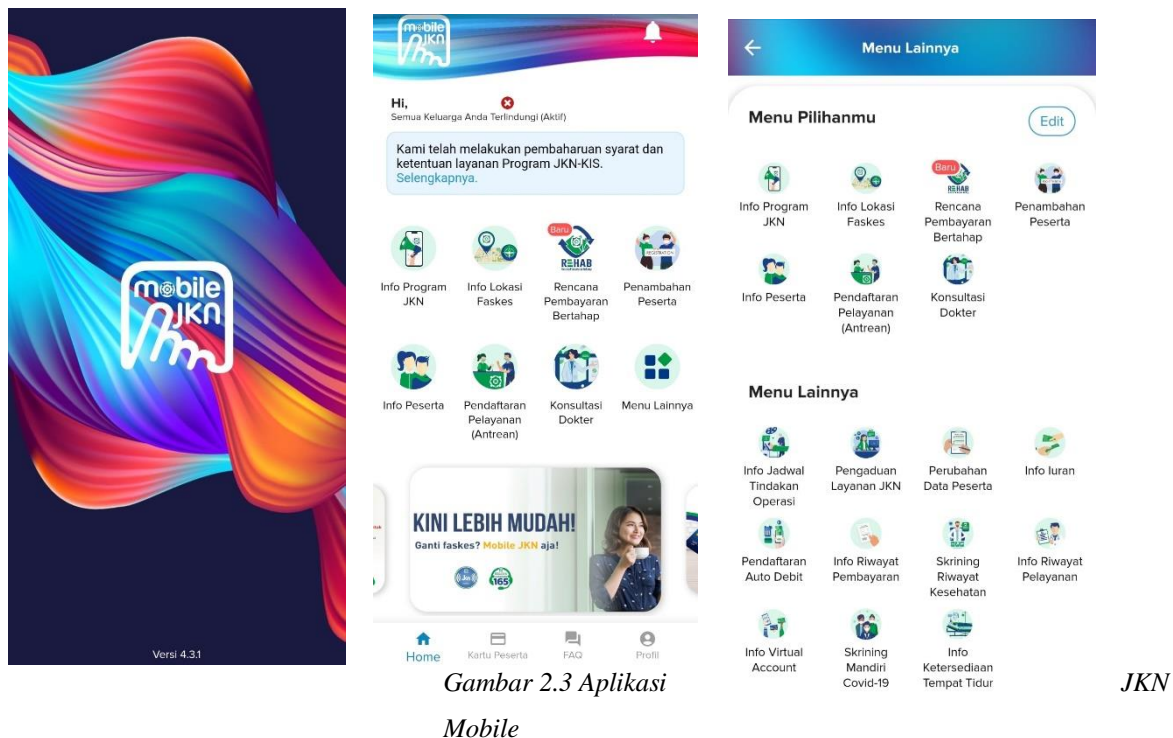 mobile
JKN
Versi 4.3.1
mobile
JKN
Hi,
Semua Keluarga Anda Terlindungi (Aktif)
Kami telah melakukan pembaharuan syarat dan
ketentuan layanan Program JKN-KIS.
Selengkapnya.
Baru
REHAB
REGISTRATION
Info Program
JKN
Info Lokasi
Faskes
Rencana
Pembayaran
Bertahap
Penambahan
Peserta
Info Peserta
Pendaftaran
Pelayanan
(Antrean)
Konsultasi
Dokter
Menu Lainnya
KINI LEBIH MUDAH!
Ganti faskes? Mobile JKN aja!
165
Home
Kartu Peserta
FAQ
Profil
Menu Lainnya
Menu Pilihanmu
Edit
Baru
REHAB
Info Program
JKN
Info Lokasi
Faskes
Rencana
Pembayaran
Bertahap
Penambahan
Peserta
Info Peserta
Pendaftaran
Pelayanan
(Antrean)
Konsultasi
Dokter
Menu Lainnya
Info Jadwal
Tindakan
Operasi
Pengaduan
Layanan JKN
Perubahan
Data Peserta
Info Iuran
Pendaftaran
Auto Debit
Info Riwayat
Pembayaran
Skrining
Riwayat
Kesehatan
Info Riwayat
Pelayanan
Info Virtual
Account
Skrining
Mandiri
Covid-19
Info
Ketersediaan
Tempat Tidur
Gambar 2.3 Aplikasi JKN
Mobile